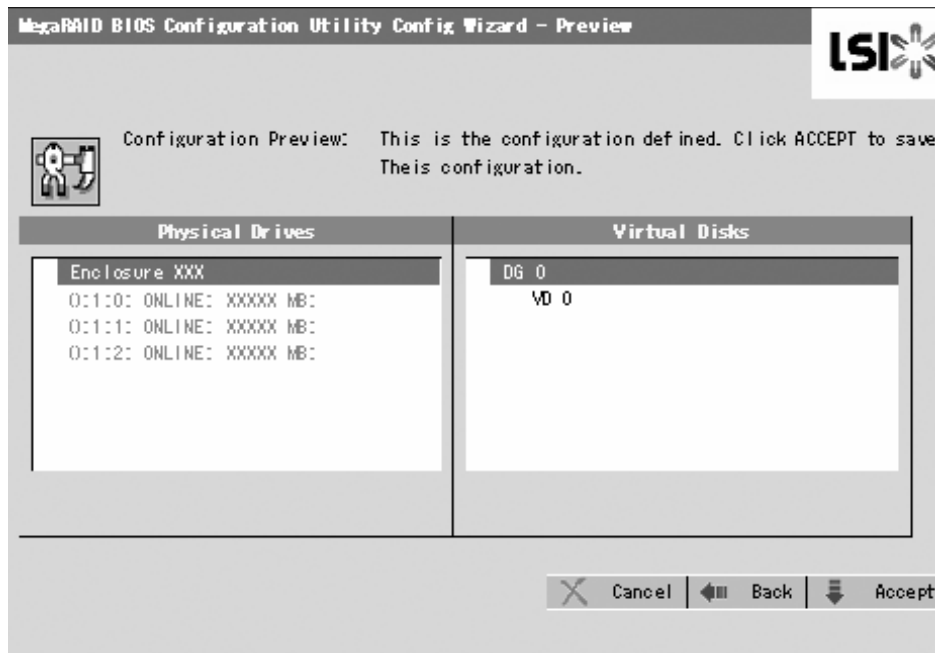 MegaRAID BIOS Configuration Utility Config Wizard - Preview
LSI
Configuration Preview: This is the configuration defined. Click ACCEPT to save
Theis configuration.
Physical Drives
Virtual Disks
Enclosure XXX
0:1:0: ONLINE: XXXXX MB:
0:1:1: ONLINE: XXXXX MB:
0:1:2: ONLINE: XXXXX MB:
DG 0
VD 0
Cancel
Back
Accept